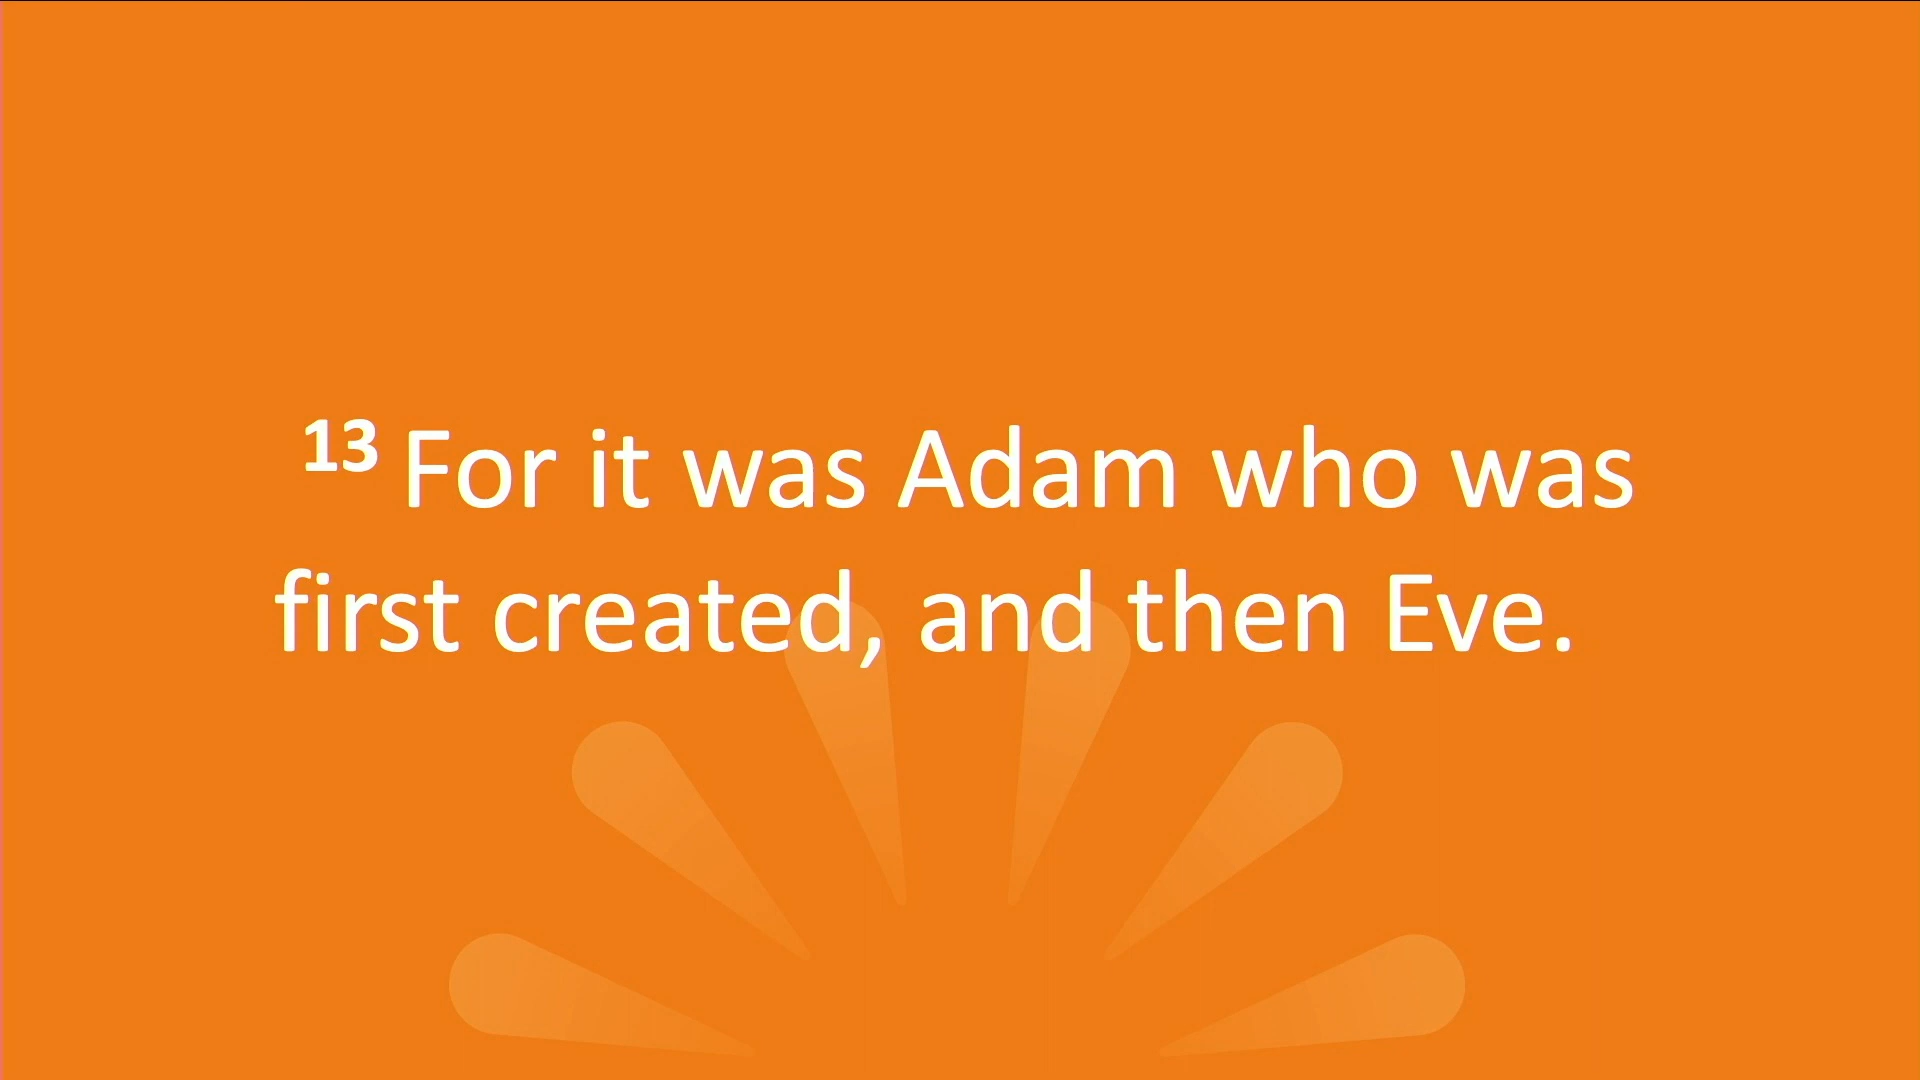 13 For it was Adam who was
first created, and then Eve.